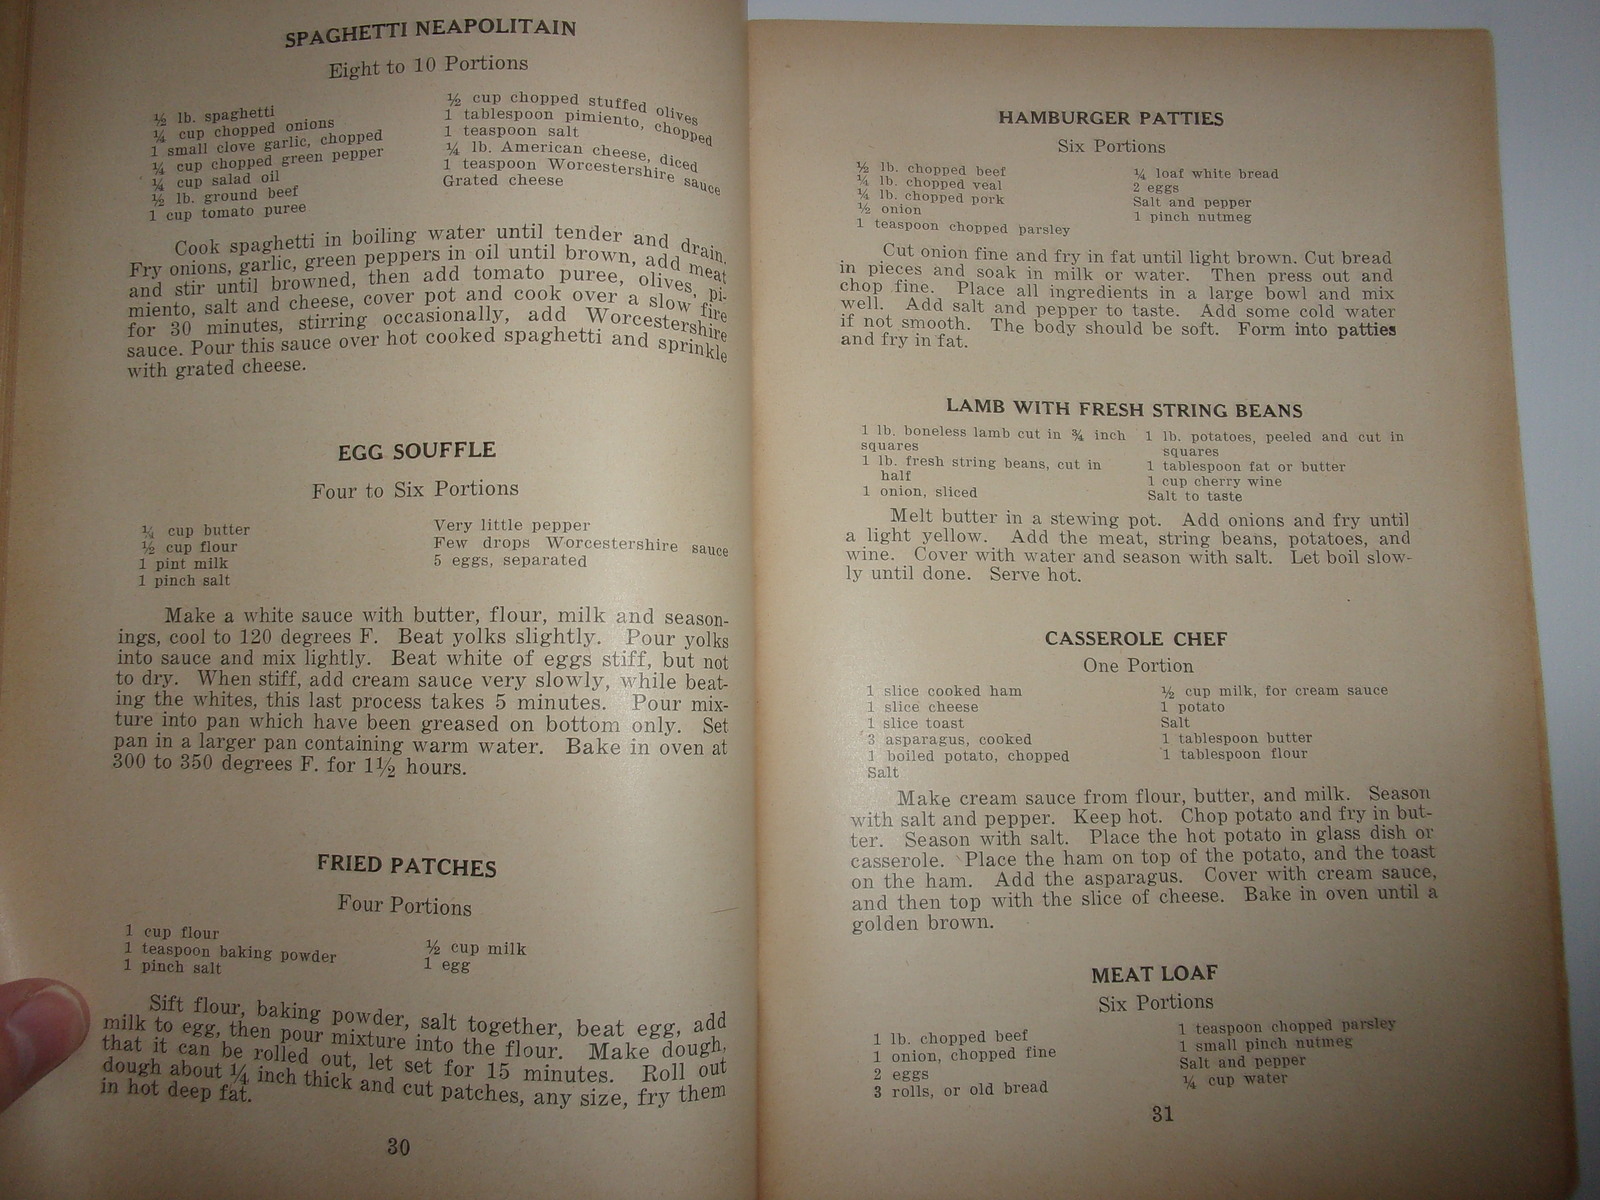 SPAGHETTI NEAPOLITAIN
Eight to 10 Portions
½ lb. spaghetti
¼ cup chopped onions
1 small clove garlic, chopped
¼ cup chopped green pepper
¼ cup salad oil
½ lb. ground beef
1 cup tomato puree
½ cup chopped stuffed olives
1 tablespoon pimiento, chopped
1 teaspoon salt
¼ lb. American cheese, diced
1 teaspoon Worcestershire sauce
Grated cheese
Cook spaghetti in boiling water until tender and drain.
Fry onions, garlic, green peppers in oil until brown, add meat
and stir until browned, then add tomato puree, olives, pi-
miento, salt and cheese, cover pot and cook over a slow fire
for 30 minutes, stirring occasionally, add Worcestershire
sauce. Pour this sauce over hot cooked spaghetti and sprinkle
with grated cheese.
EGG SOUFFLE
Four to Six Portions
¼ cup butter
½ cup flour
1 pint milk
1 pinch salt
Very little pepper
Few drops Worcestershire sauce
5 eggs, separated
Make a white sauce with butter, flour, milk and season-
ings, cool to 120 degrees F. Beat yolks slightly. Pour yolks
into sauce and mix lightly. Beat white of eggs stiff, but not
to dry. When stiff, add cream sauce very slowly, while beat-
ing the whites, this last process takes 5 minutes. Pour mix-
ture into pan which have been greased on bottom only. Set
pan in a larger pan containing warm water. Bake in oven at
300 to 350 degrees F. for 1½ hours.
FRIED PATCHES
Four Portions
1 cup flour
1 teaspoon baking powder
1 pinch salt
½ cup milk
1 egg
Sift flour, baking powder, salt together, beat egg, add
milk to egg, then pour mixture into the flour. Make dough,
that it can be rolled out, let set for 15 minutes. Roll out
dough about ¼ inch thick and cut patches, any size, fry them
in hot deep fat.
30
HAMBURGER PATTIES
Six Portions
½ lb. chopped beef
¼ lb. chopped veal
¼ lb. chopped pork
½ onion
1 teaspoon chopped parsley
¼ loaf white bread
2 eggs
Salt and pepper
1 pinch nutmeg
Cut onion fine and fry in fat until light brown. Cut bread
in pieces and soak in milk or water. Then press out and
chop fine. Place all ingredients in a large bowl and mix
well. Add salt and pepper to taste. Add some cold water
if not smooth. The body should be soft. Form into patties
and fry in fat.
LAMB WITH FRESH STRING BEANS
1 lb. boneless lamb cut in ¾ inch
squares
1 lb. fresh string beans, cut in
half
1 onion, sliced
1 lb. potatoes, peeled and cut in
squares
1 tablespoon fat or butter
1 cup cherry wine
Salt to taste
Melt butter in a stewing pot. Add onions and fry until
a light yellow. Add the meat, string beans, potatoes, and
wine. Cover with water and season with salt. Let boil slow-
ly until done. Serve hot.
CASSEROLE CHEF
One Portion
1 slice cooked ham
1 slice cheese
1 slice toast
3 asparagus, cooked
1 boiled potato, chopped
Salt
½ cup milk, for cream sauce
1 potato
Salt
1 tablespoon butter
1 tablespoon flour
Make cream sauce from flour, butter, and milk. Season
with salt and pepper. Keep hot. Chop potato and fry in but-
ter. Season with salt. Place the hot potato in glass dish or
casserole. Place the ham on top of the potato, and the toast
on the ham. Add the asparagus. Cover with cream sauce,
and then top with the slice of cheese. Bake in oven until a
golden brown.
MEAT LOAF
Six Portions
1 lb. chopped beef
1 onion, chopped fine
2 eggs
3 rolls, or old bread
1 teaspoon chopped parsley
1 small pinch nutmeg
Salt and pepper
¼ cup water
31